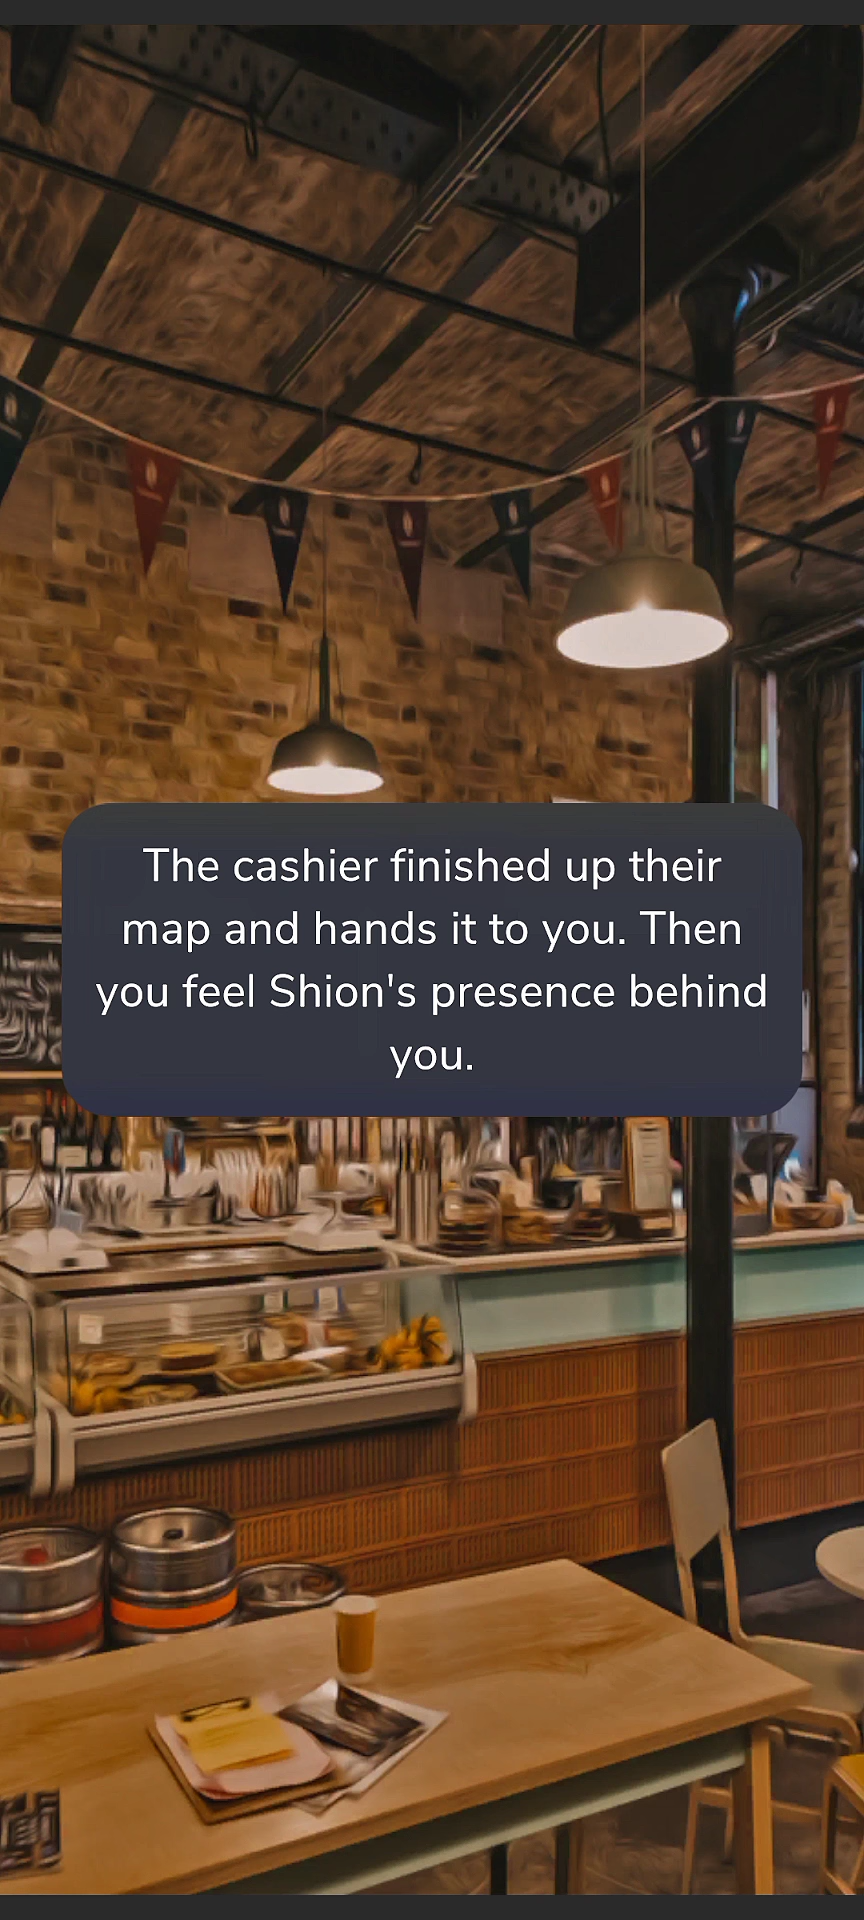 The cashier finished up their
map and hands it to you. Then
you feel Shion's presence behind
you.